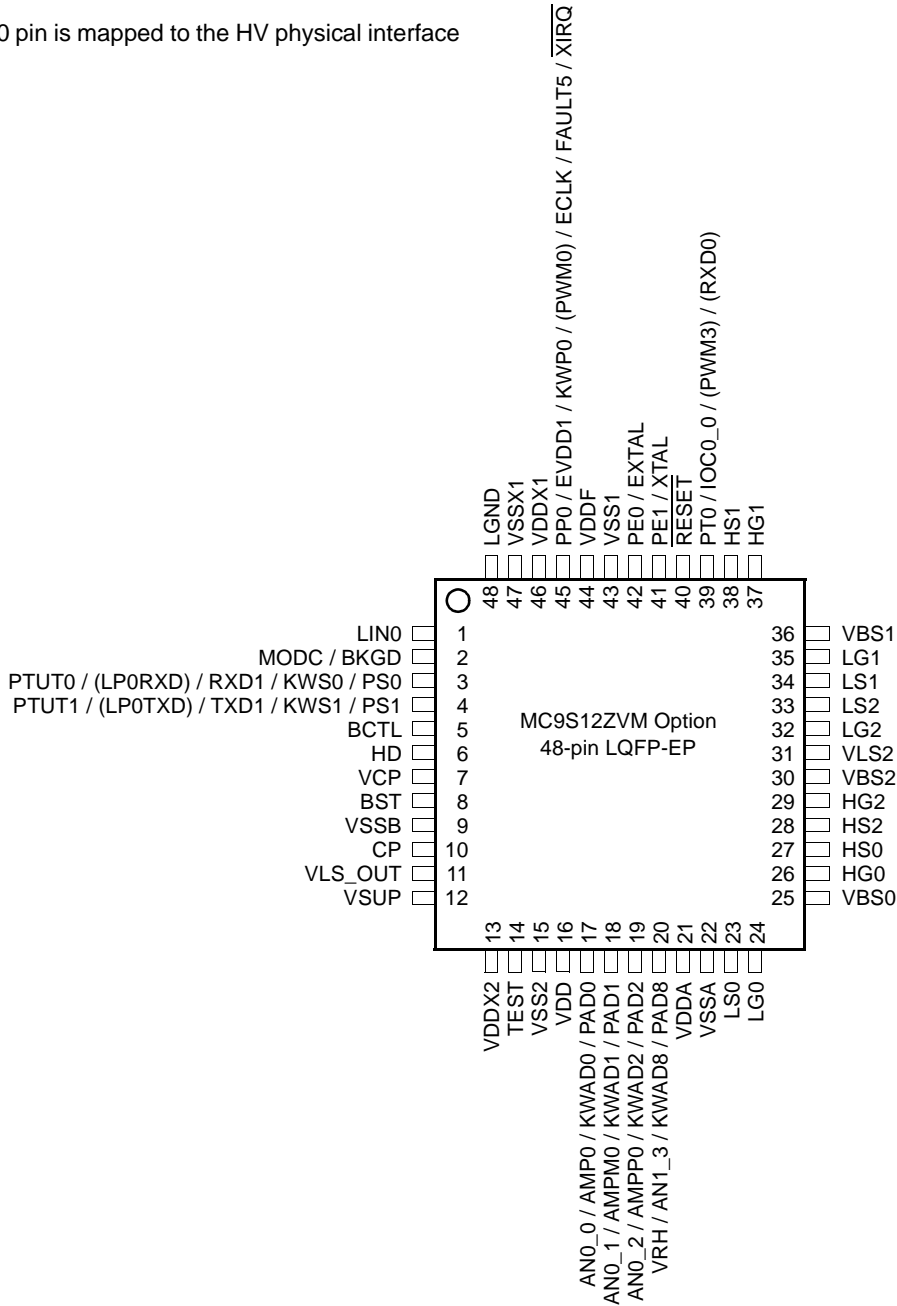 0 pin is mapped to the HV physical interface
PP0 / EVDD1 / KWP0 / (PWM0) / ECLK / FAULT5 / XIRQ
PT0 / IOC0_0 / (PWM3) / (RXD0)
LGND
VSSX1
VDDX1
VDDF
VSS1
PE0 / EXTAL
PE1 / XTAL
RESET
HS1
HG1
48
47
46
45
44
43
42
41
40
39
38
37
LIN0 1
MODC / BKGD 2
PTUT0 / (LP0RXD) / RXD1 / KWS0 / PS0 3
PTUT1 / (LP0TXD) / TXD1 / KWS1 / PS1 4
BCTL 5
HD 6
VCP 7
BST 8
VSSB 9
CP 10
VLS_OUT 11
VSUP 12
MC9S12ZVM Option
48-pin LQFP-EP
36 VBS1
35 LG1
34 LS1
33 LS2
32 LG2
31 VLS2
30 VBS2
29 HG2
28 HS2
27 HS0
26 HG0
25 VBS0
13
14
15
16
17
18
19
20
21
22
23
24
VDDX2
TEST
VSS2
VDD
AN0_0 / AMP0 / KWAD0 / PAD0
AN0_1 / AMPM0 / KWAD1 / PAD1
AN0_2 / AMPP0 / KWAD2 / PAD2
VRH / AN1_3 / KWAD8 / PAD8
VDDA
VSSA
LS0
LG0